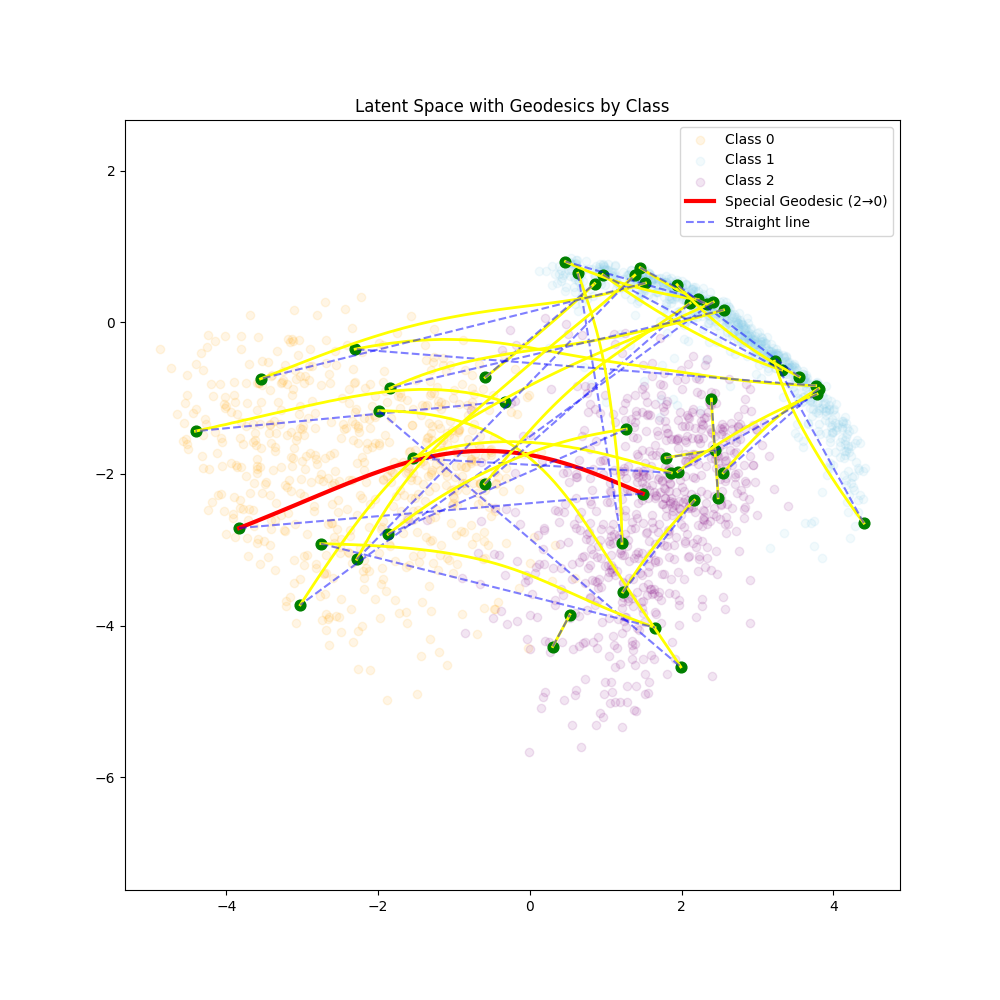 Latent Space with Geodesics by Class
Class 0
Class 1
Class 2
Special Geodesic (2→0)
Straight line
2
0
−2
−4
−6
−4
−2
0
2
4